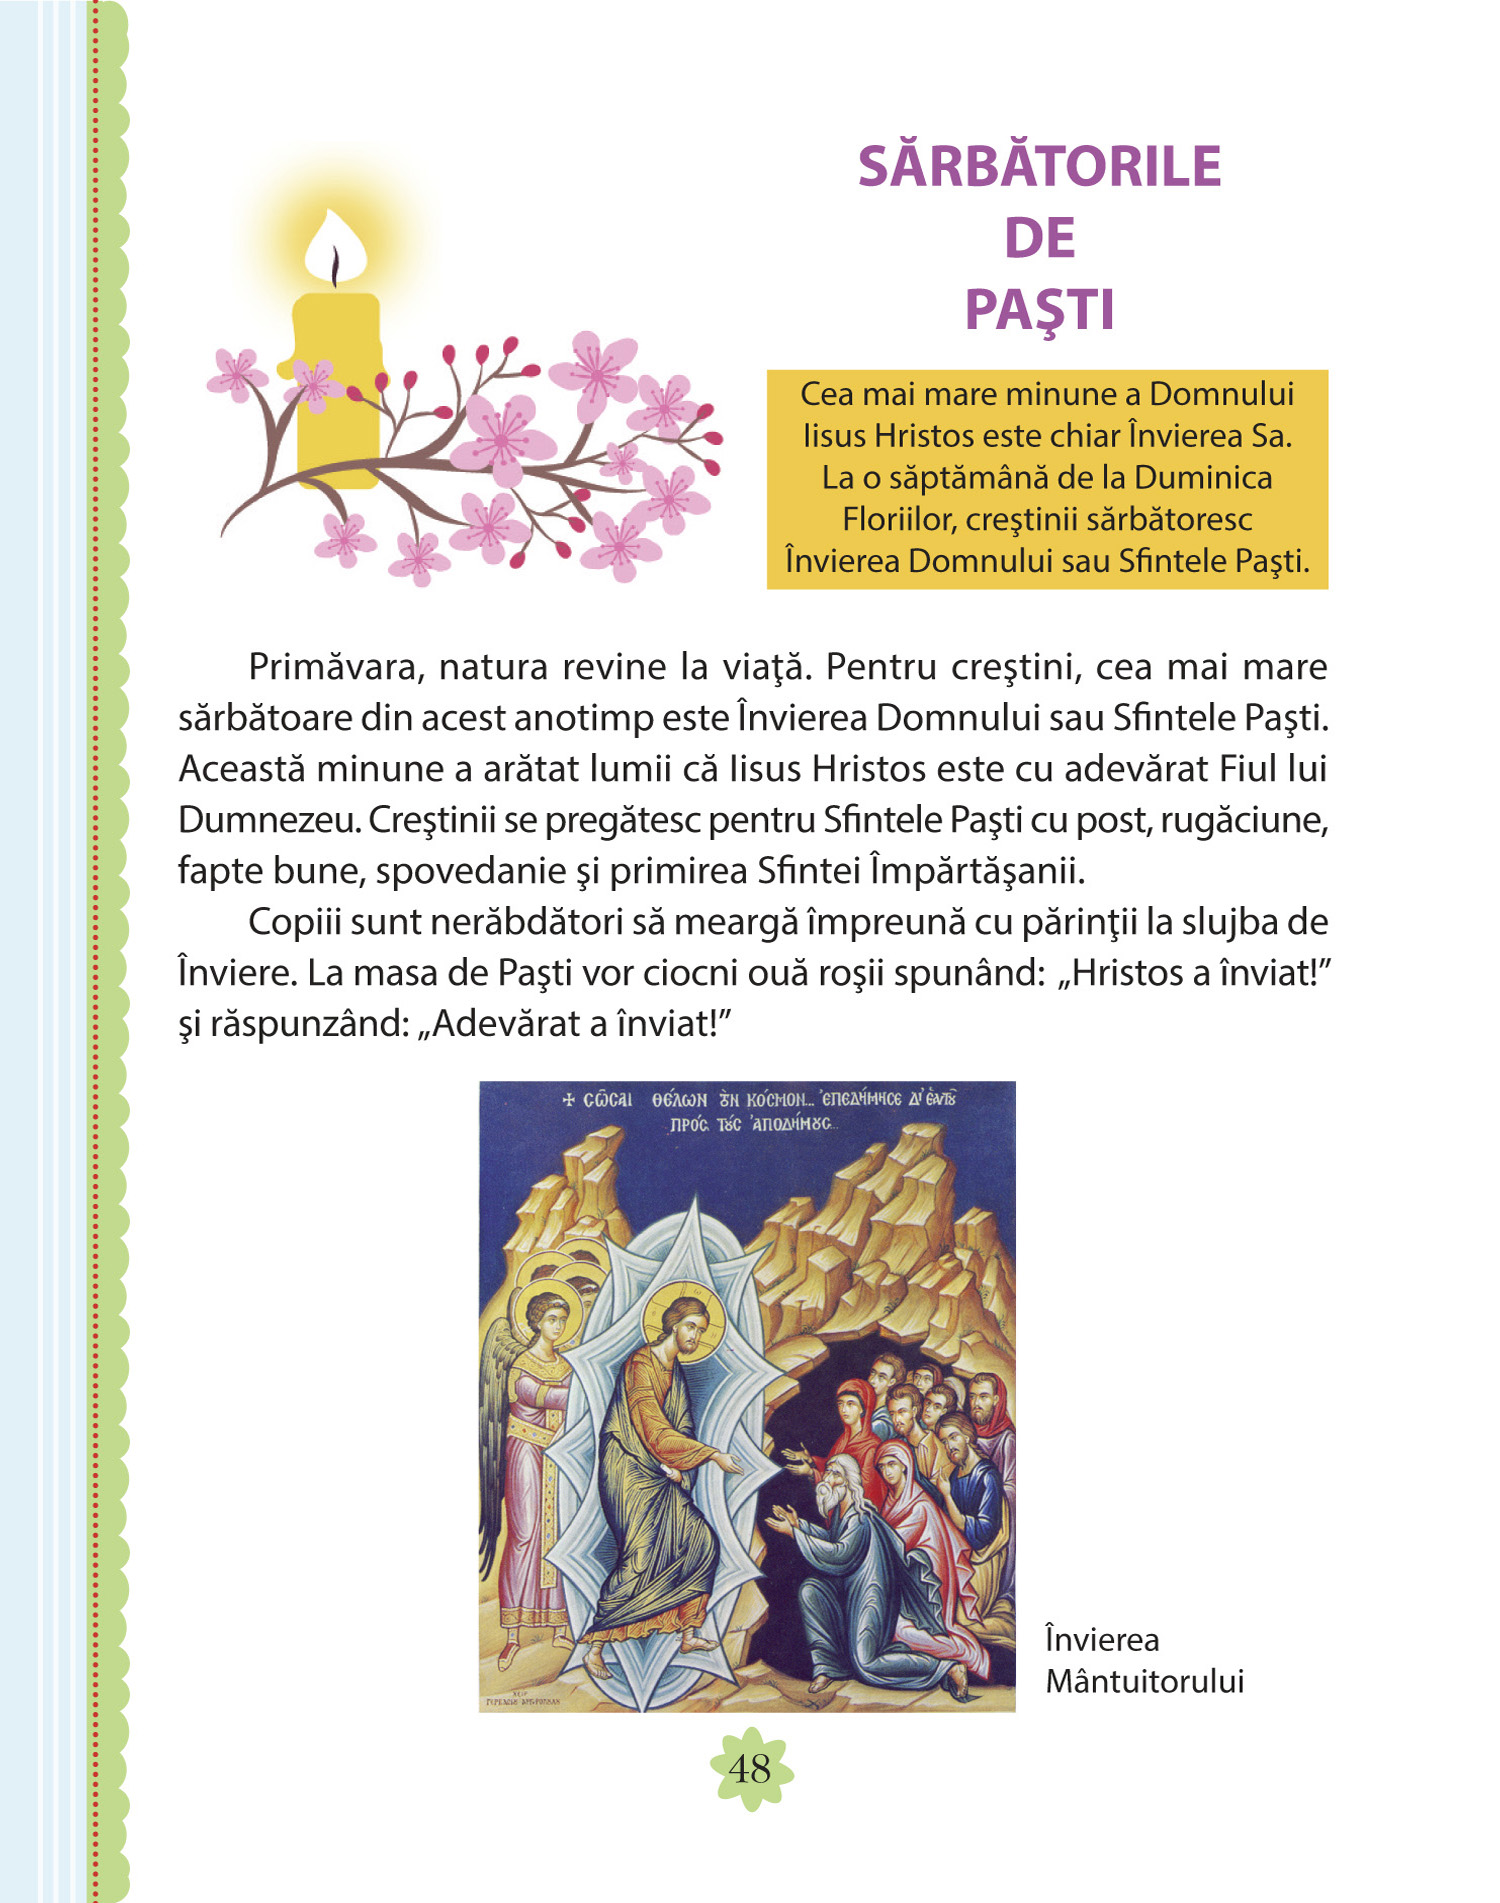 SĂRBĂTORILE
DE
PAŞTI
Cea mai mare minune a Domnului
Iisus Hristos este chiar Învierea Sa.
La o săptămână de la Duminica
Floriilor, creştinii sărbătoresc
Învierea Domnului sau Sfintele Paşti.
Primăvara, natura revine la viaţă. Pentru creştini, cea mai mare
sărbătoare din acest anotimp este Învierea Domnului sau Sfintele Paşti.
Această minune a arătat lumii că Iisus Hristos este cu adevărat Fiul lui
Dumnezeu. Creştinii se pregătesc pentru Sfintele Paşti cu post, rugăciune,
fapte bune, spovedanie şi primirea Sfintei Împărtăşanii.
Copiii sunt nerăbdători să meargă împreună cu părinţii la slujba de
Înviere. La masa de Paşti vor ciocni ouă roşii spunând: „Hristos a înviat!”
şi răspunzând: „Adevărat a înviat!”
ΘΈΛΩΝ ΚΌΣΜΟΝ...
ΠΡΌΣ
Învierea
Mântuitorului
48